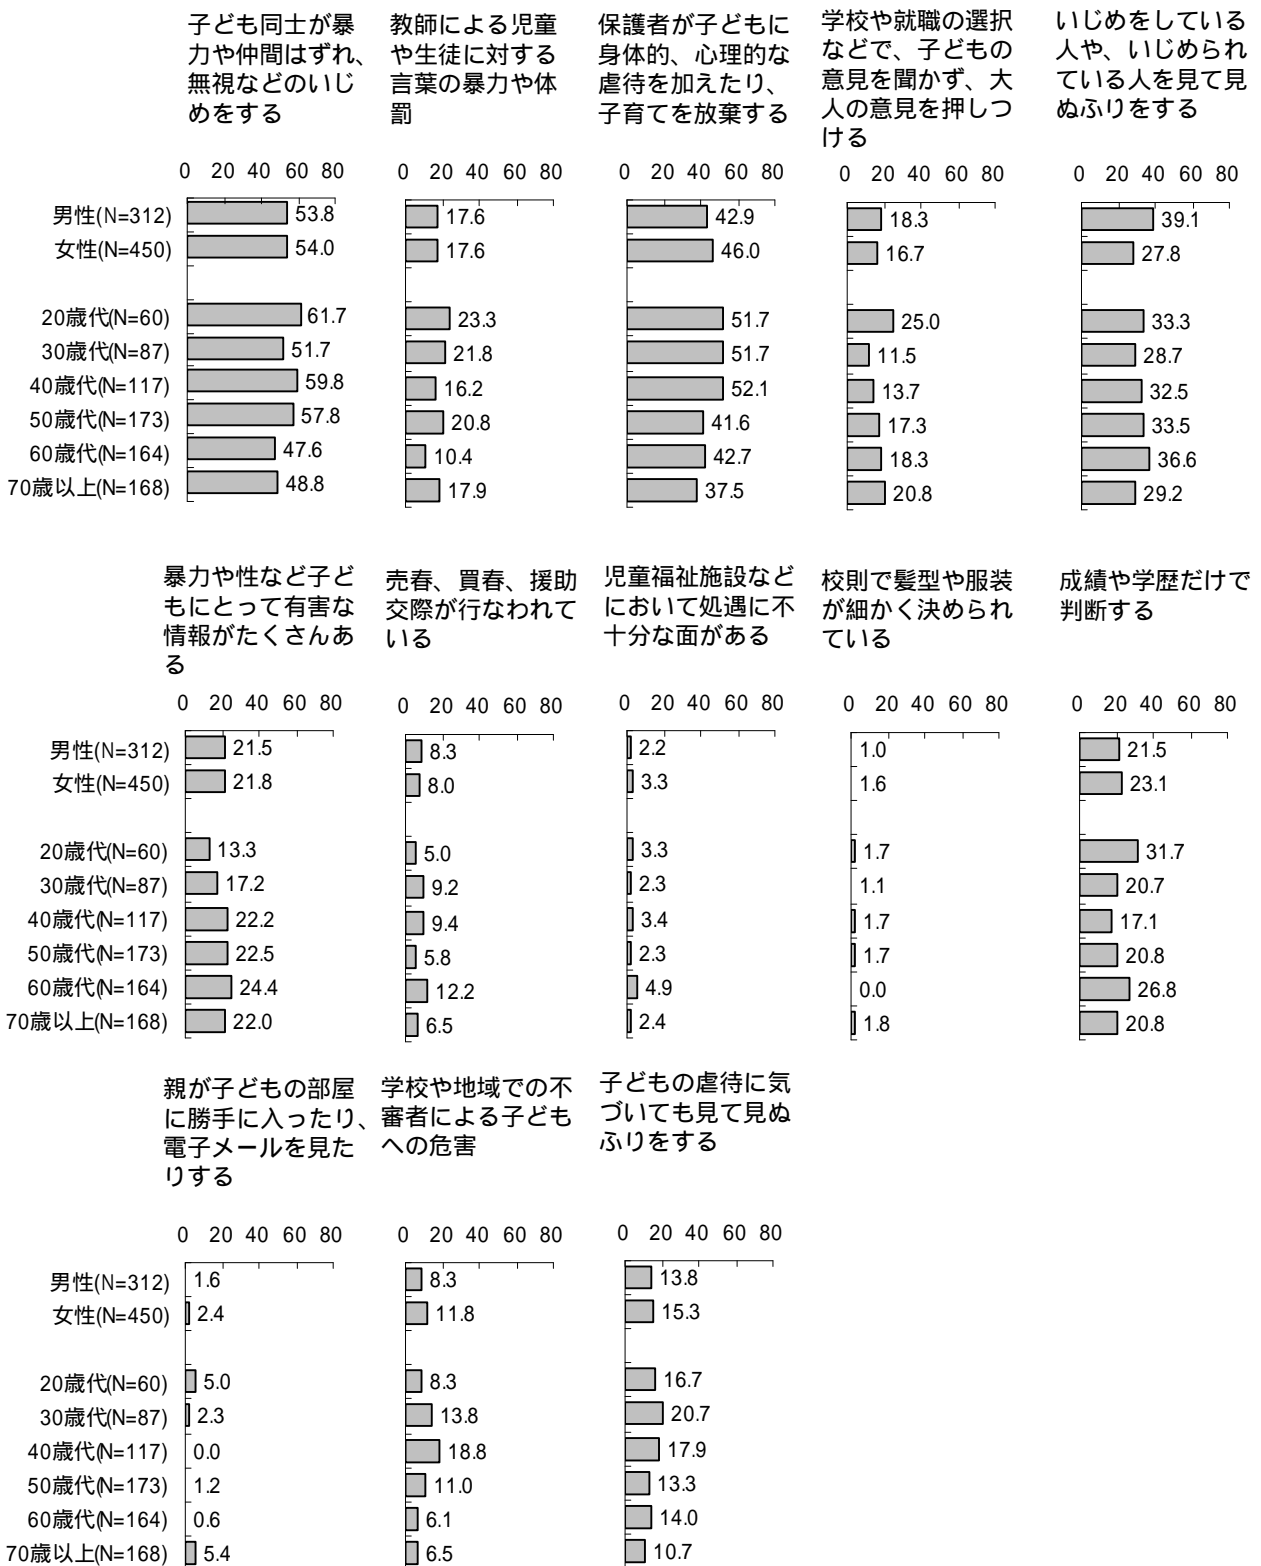 子ども同士が暴
力や仲間はずれ、
無視などのいじ
めをする
教師による児童
や生徒に対する
言葉の暴力や体
罰
保護者が子どもに
身体的、心理的な
虐待を加えたり、
子育てを放棄する
学校や就職の選択
などで、子どもの
意見を聞かず、大
人の意見を押しつ
ける
いじめをしている
人や、いじめられ
ている人を見て見
ぬふりをする
0 20 40 60 80 0 20 40 60 80 0 20 40 60 80 0 20 40 60 80 0 20 40 60 80
男性(N=312) 53.8 17.6 42.9 18.3 39.1
女性(N=450) 54.0 17.6 46.0 16.7 27.8
20歳代(N=60) 61.7 23.3 51.7 25.0 33.3
30歳代(N=87) 51.7 21.8 51.7 11.5 28.7
40歳代(N=117) 59.8 16.2 52.1 13.7 32.5
50歳代(N=173) 57.8 20.8 41.6 17.3 33.5
60歳代(N=164) 47.6 10.4 42.7 18.3 36.6
70歳以上(N=168) 48.8 17.9 37.5 20.8 29.2
暴力や性など子ど
もにとって有害な
情報がたくさんあ
る
売春、買春、援助
交際が行なわれて
いる
児童福祉施設など
において処遇に不
十分な面がある
校則で髪型や服装
が細かく決められ
ている
成績や学歴だけで
判断する
0 20 40 60 80 0 20 40 60 80 0 20 40 60 80 0 20 40 60 80 0 20 40 60 80
男性(N=312) 21.5 8.3 2.2 1.0 21.5
女性(N=450) 21.8 8.0 3.3 1.6 23.1
20歳代(N=60) 13.3 5.0 3.3 1.7 31.7
30歳代(N=87) 17.2 9.2 2.3 1.1 20.7
40歳代(N=117) 22.2 9.4 3.4 1.7 17.1
50歳代(N=173) 22.5 5.8 2.3 1.7 20.8
60歳代(N=164) 24.4 12.2 4.9 0.0 26.8
70歳以上(N=168) 22.0 6.5 2.4 1.8 20.8
親が子どもの部屋
に勝手に入ったり、
電子メールを見た
りする
学校や地域での不
審者による子ども
への危害
子どもの虐待に気
づいても見て見ぬ
ふりをする
0 20 40 60 80 0 20 40 60 80 0 20 40 60 80
男性(N=312) 1.6 8.3 13.8
女性(N=450) 2.4 11.8 15.3
20歳代(N=60) 5.0 8.3 16.7
30歳代(N=87) 2.3 13.8 20.7
40歳代(N=117) 0.0 18.8 17.9
50歳代(N=173) 1.2 11.0 13.3
60歳代(N=164) 0.6 6.1 14.0
70歳以上(N=168) 5.4 6.5 10.7